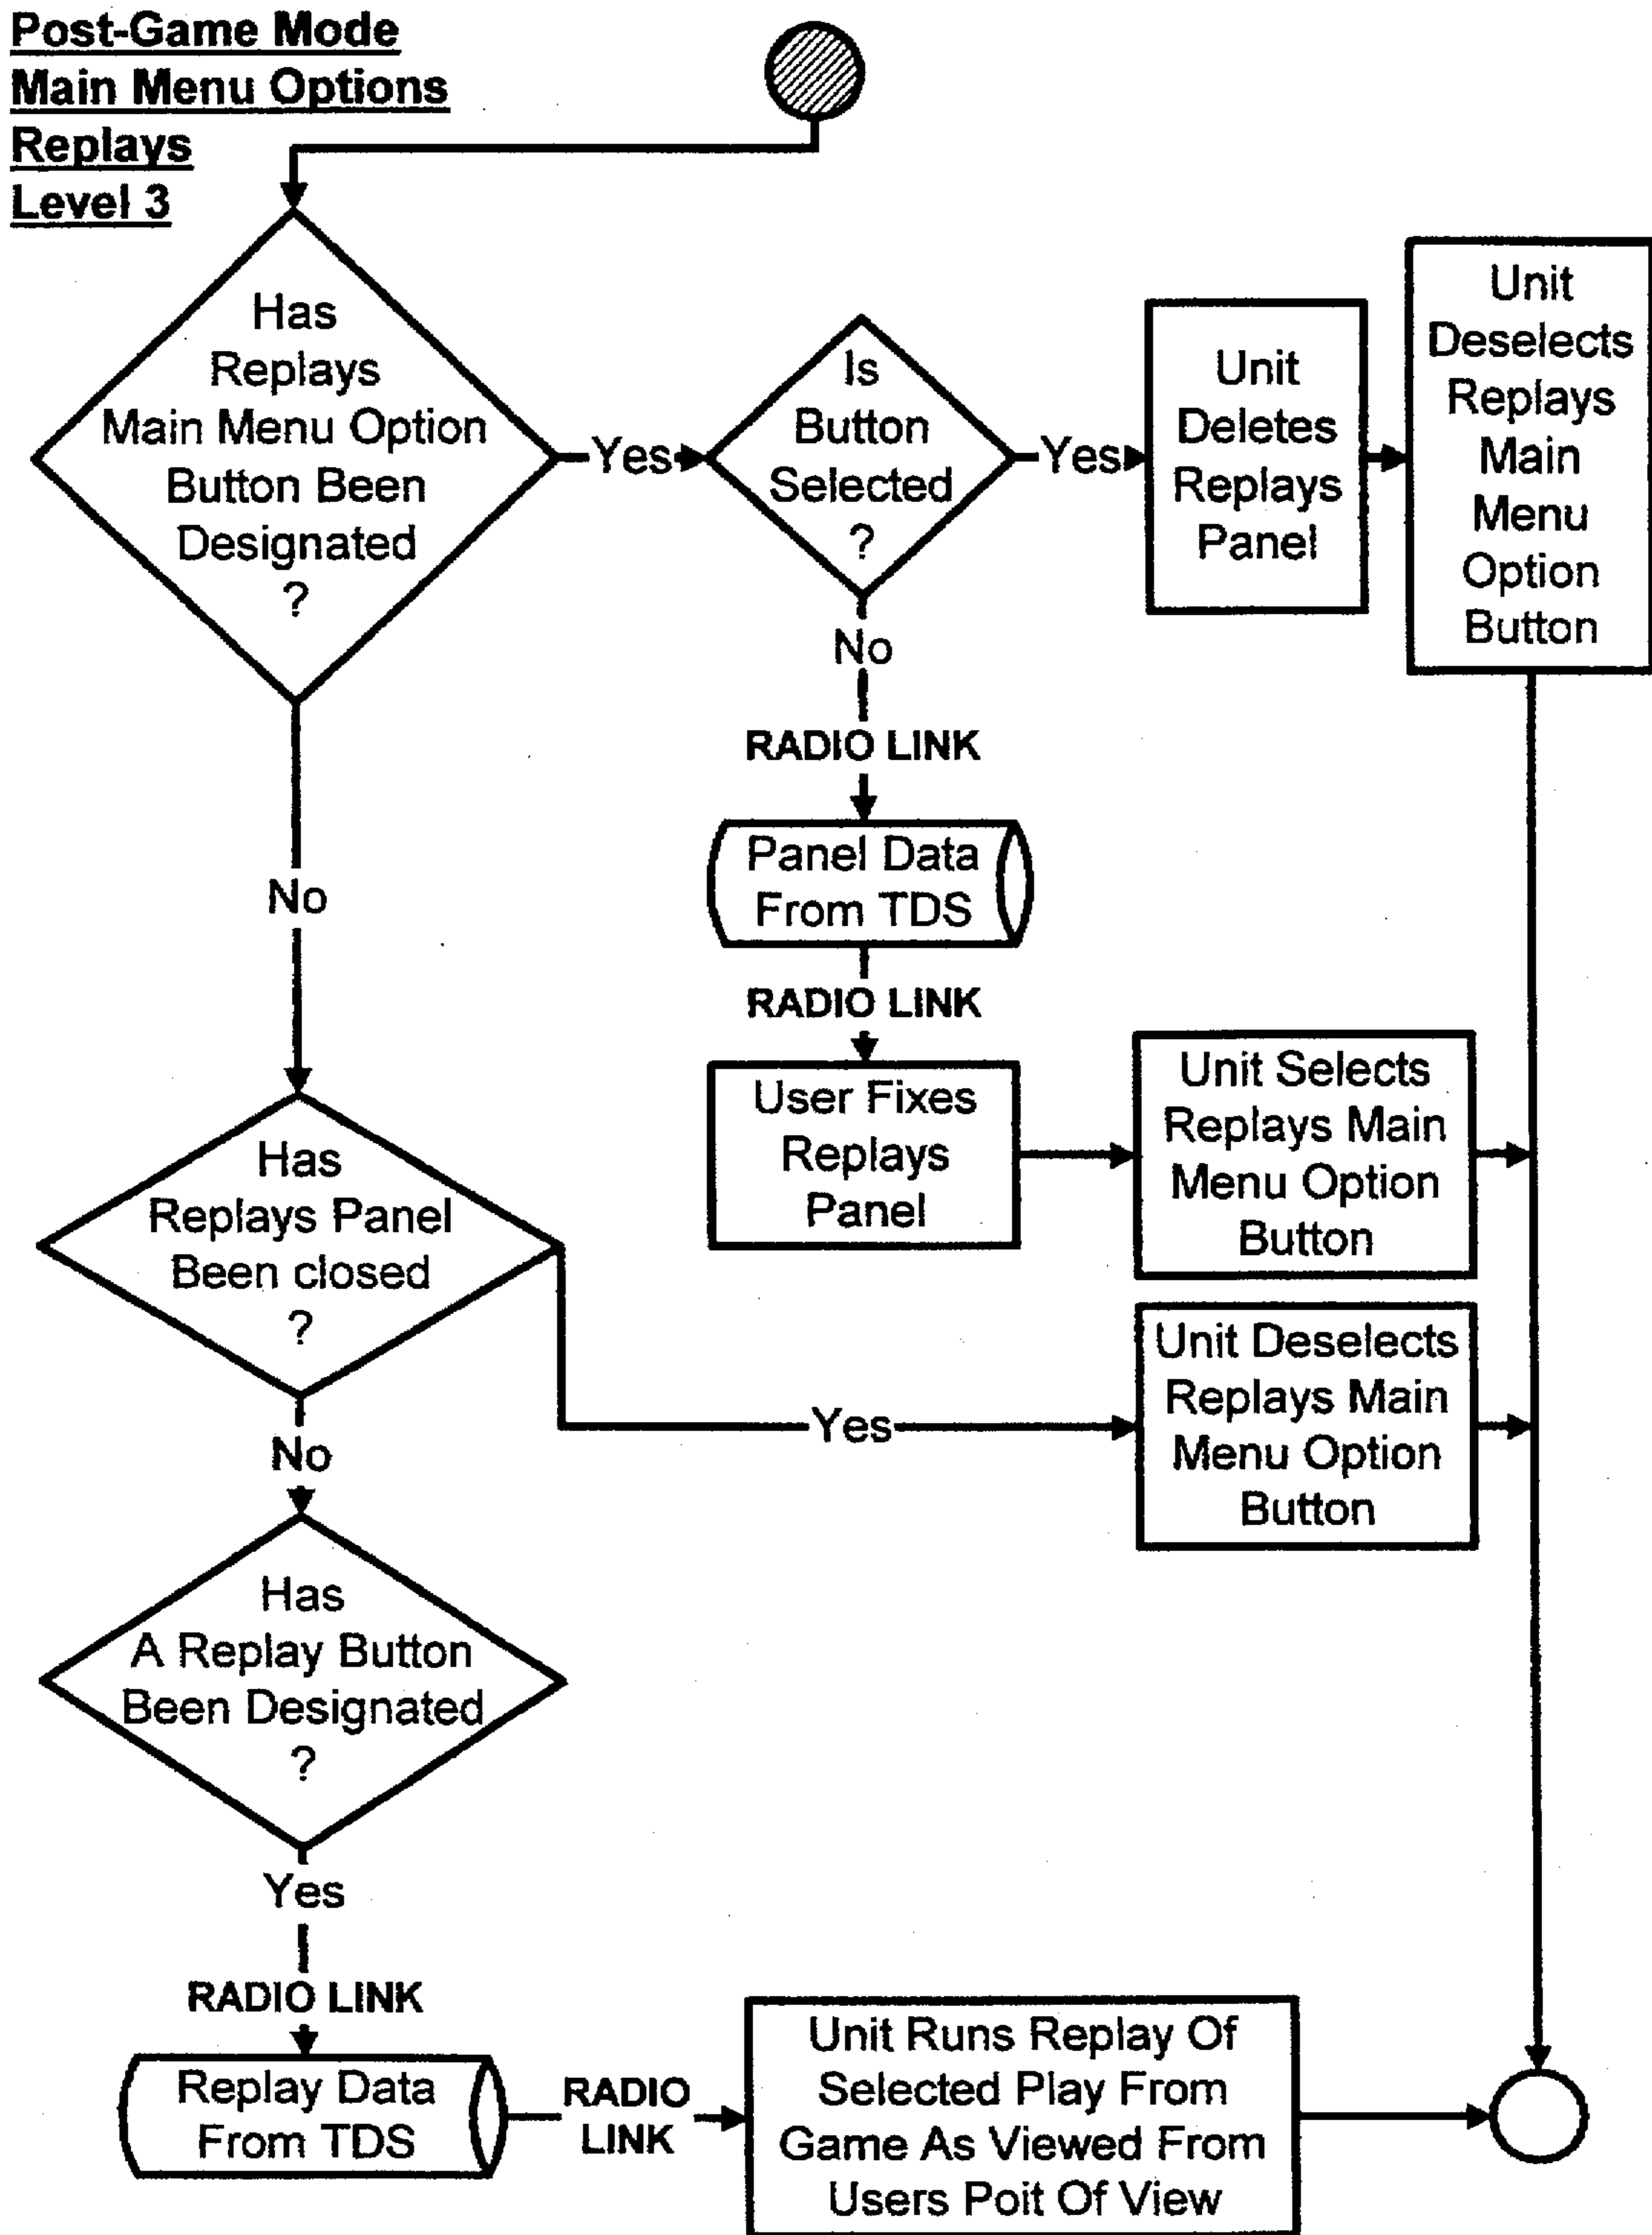 Post-Game Mode
Main Menu Options
Replays
Level 3
Has
Replays
Main Menu Option
Button Been
Designated
?
Yes
Is
Button
Selected
?
Yes
Unit
Deletes
Replays
Panel
Unit
Deselects
Replays
Main
Menu
Option
Button
No
RADIO LINK
Panel Data
From TDS
RADIO LINK
User Fixes
Replays
Panel
Unit Selects
Replays Main
Menu Option
Button
No
Has
Replays Panel
Been closed
?
Yes
Unit Deselects
Replays Main
Menu Option
Button
No
Has
A Replay Button
Been Designated
?
Yes
RADIO LINK
Replay Data
From TDS
RADIO
LINK
Unit Runs Replay Of
Selected Play From
Game As Viewed From
Users Poit Of View